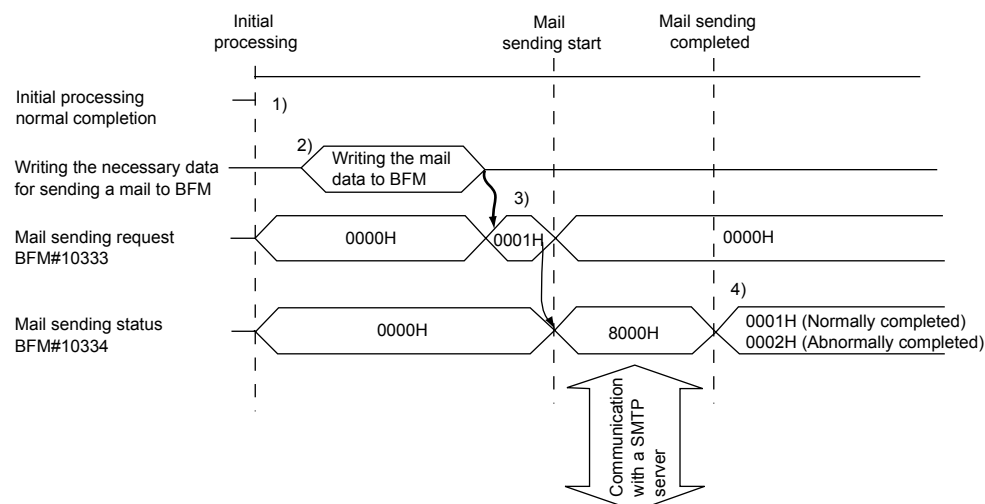 Initial
processing
Mail
sending start
Mail sending
completed
Initial processing
normal completion
1)
Writing the necessary data
for sending a mail to BFM
2)
Writing the mail
data to BFM
Mail sending request
BFM#10333
0000H
3)
0001H
0000H
Mail sending status
BFM#10334
0000H
8000H
4)
0001H (Normally completed)
0002H (Abnormally completed)
Communication
with a SMTP
server